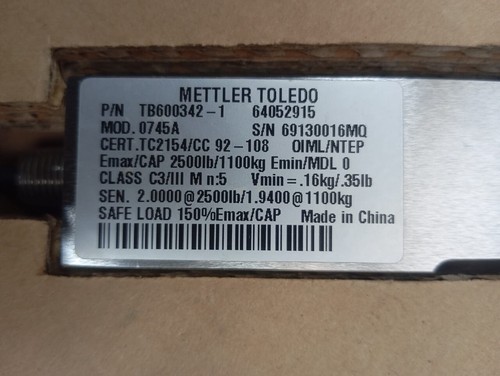 METTLER TOLEDO
P/N TB600342-1 64052915
MOD. 0745A S/N 69130016MQ
CERT.TC2154/CC 92-108 OIML/NTEP
Emax/CAP 2500lb/1100kg Emin/MDL 0
CLASS C3/III M n:5 Vmin=.16kg/.35lb
SEN. 2.0000@2500lb/1.9400@1100kg
SAFE LOAD 150%Emax/CAP Made in China